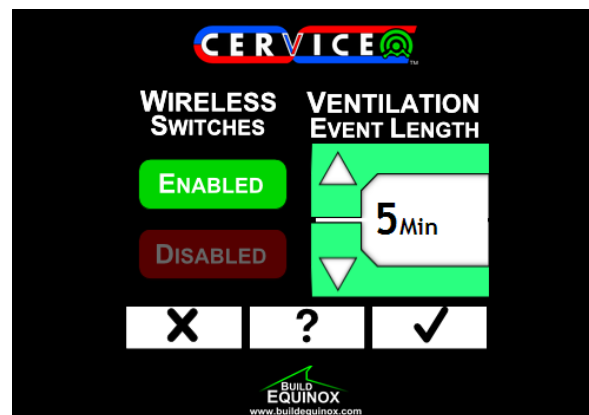 CERVICE
TM
WIRELESS
SWITCHES
VENTILATION
EVENT LENGTH
ENABLED
DISABLED
5Min
?
BUILD
EQUINOX
www.buildequinox.com